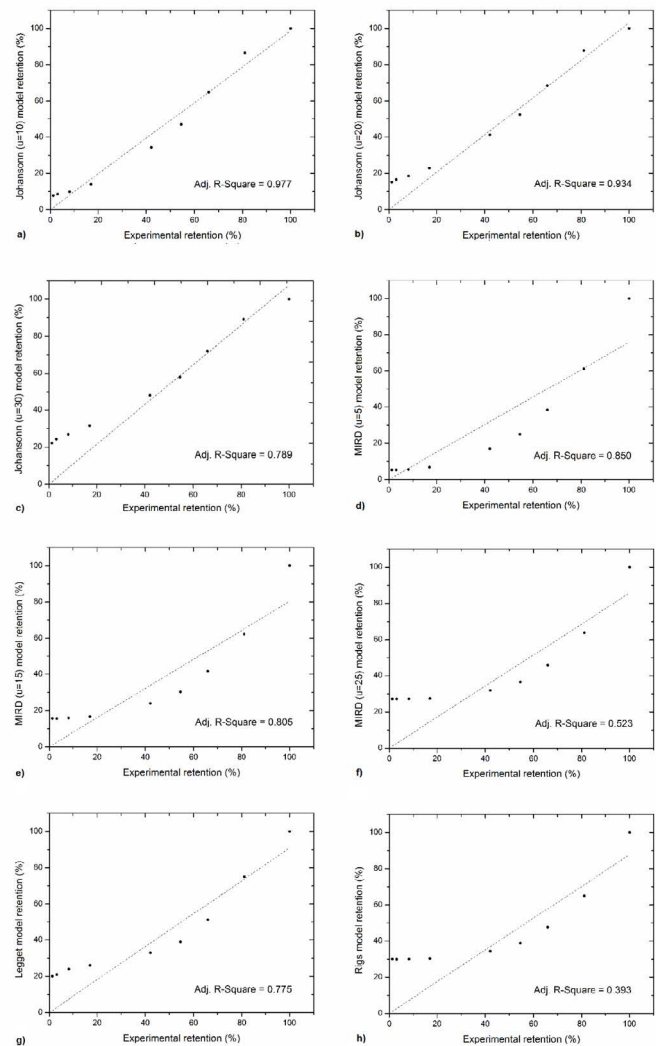 100
80
60
40
20
0
Johansonn (u=10) model retention (%)
Adj. R-Square = 0.977
0 20 40 60 80 100
a) Experimental retention (%)
100
80
60
40
20
0
Johansonn (u=20) model retention (%)
Adj. R-Square = 0.934
0 20 40 60 80 100
b) Experimental retention (%)
100
80
60
40
20
0
Johansonn (u=30) model retention (%)
Adj. R-Square = 0.789
0 20 40 60 80 100
c) Experimental retention (%)
100
80
60
40
20
0
MIRD (u=5) model retention (%)
Adj. R-Square = 0.850
0 20 40 60 80 100
d) Experimental retention (%)
100
80
60
40
20
0
MIRD (u=15) model retention (%)
Adj. R-Square = 0.805
0 20 40 60 80 100
e) Experimental retention (%)
100
80
60
40
20
0
MIRD (u=25) model retention (%)
Adj. R-Square = 0.523
0 20 40 60 80 100
f) Experimental retention (%)
100
80
60
40
20
0
Legget model retention (%)
Adj. R-Square = 0.775
0 20 40 60 80 100
g) Experimental retention (%)
100
80
60
40
20
0
Rigs model retention (%)
Adj. R-Square = 0.393
0 20 40 60 80 100
h) Experimental retention (%)